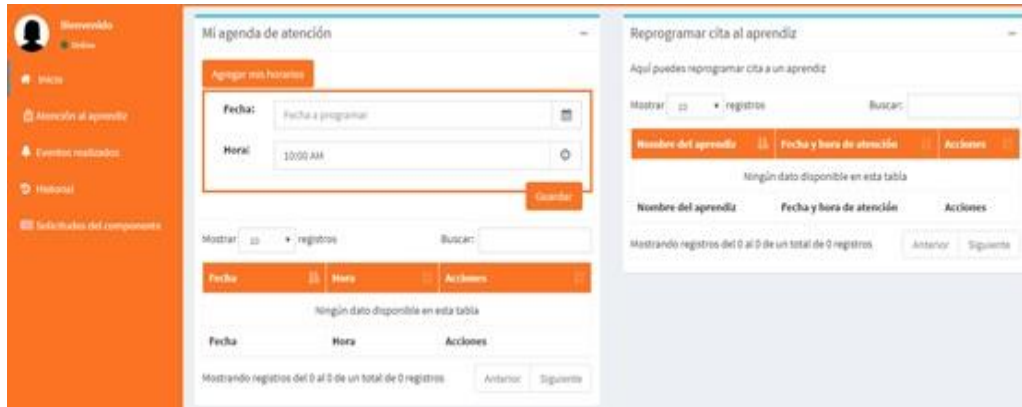 Bienvenido
Online
Inicio
Atención al aprendiz
Eventos realizados
Historial
Solicitudes del componente
Mi agenda de atención
Agregar mis horarios
Fecha:
Fecha a programar
Hora:
10:00 AM
Guardar
Mostrar 10 registros
Buscar:
Fecha Hora Acciones
Ningún dato disponible en esta tabla
Fecha Hora Acciones
Mostrando registros del 0 al 0 de un total de 0 registros
Anterior Siguiente
Reprogramar cita al aprendiz
Aquí puedes reprogramar cita a un aprendiz
Mostrar 10 registros
Buscar:
Nombre del aprendiz Fecha y hora de atención Acciones
Ningún dato disponible en esta tabla
Nombre del aprendiz Fecha y hora de atención Acciones
Mostrando registros del 0 al 0 de un total de 0 registros
Anterior Siguiente